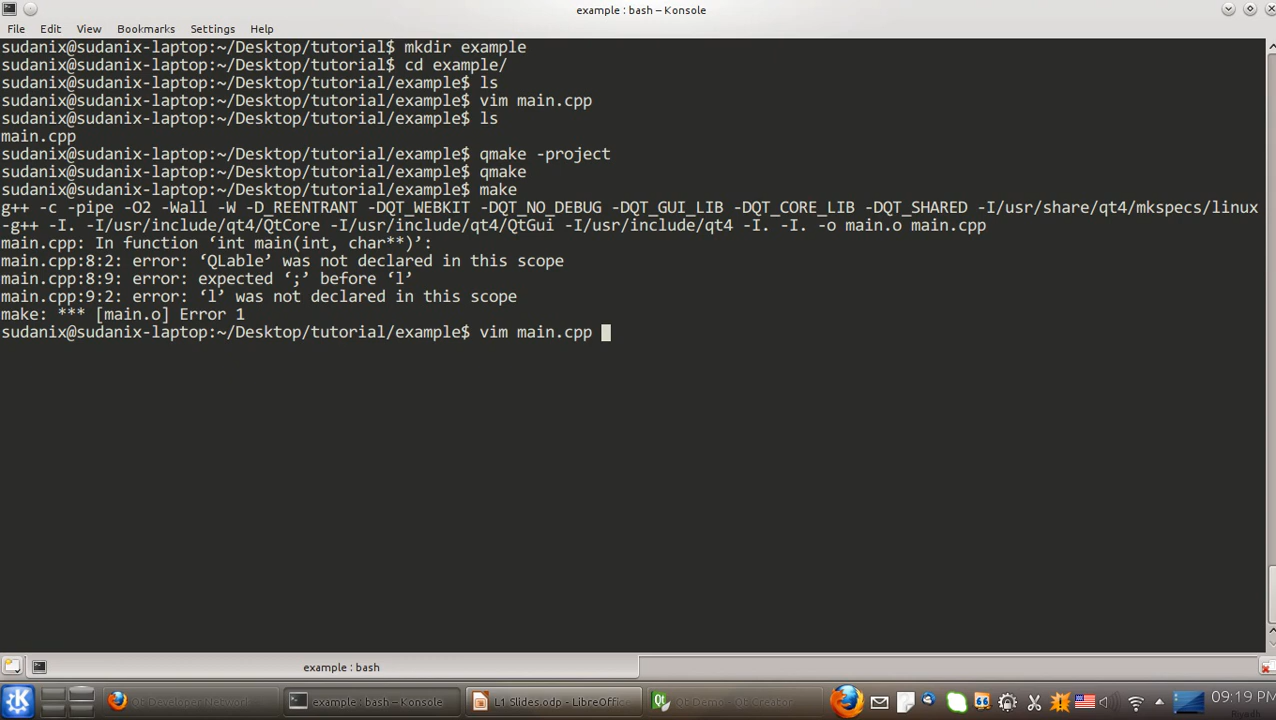 example : bash – Konsole
File Edit View Bookmarks Settings Help
sudanix@sudanix-laptop:~/Desktop/tutorial$ mkdir example
sudanix@sudanix-laptop:~/Desktop/tutorial$ cd example/
sudanix@sudanix-laptop:~/Desktop/tutorial/example$ ls
sudanix@sudanix-laptop:~/Desktop/tutorial/example$ vim main.cpp
sudanix@sudanix-laptop:~/Desktop/tutorial/example$ ls
main.cpp
sudanix@sudanix-laptop:~/Desktop/tutorial/example$ qmake -project
sudanix@sudanix-laptop:~/Desktop/tutorial/example$ qmake
sudanix@sudanix-laptop:~/Desktop/tutorial/example$ make
g++ -c -pipe -O2 -Wall -W -D_REENTRANT -DQT_WEBKIT -DQT_NO_DEBUG -DQT_GUI_LIB -DQT_CORE_LIB -DQT_SHARED -I/usr/share/qt4/mkspecs/linux
-g++ -I. -I/usr/include/qt4/QtCore -I/usr/include/qt4/QtGui -I/usr/include/qt4 -I. -I. -o main.o main.cpp
main.cpp: In function ‘int main(int, char**)’:
main.cpp:8:2: error: ‘QLable’ was not declared in this scope
main.cpp:8:9: error: expected ‘;’ before ‘l’
main.cpp:9:2: error: ‘l’ was not declared in this scope
make: *** [main.o] Error 1
sudanix@sudanix-laptop:~/Desktop/tutorial/example$ vim main.cpp
example : bash
Qt Developer Network example : bash – Konsole L1 Slides.odp – LibreOffic Qt Demo - Qt Creator 09:19 PM